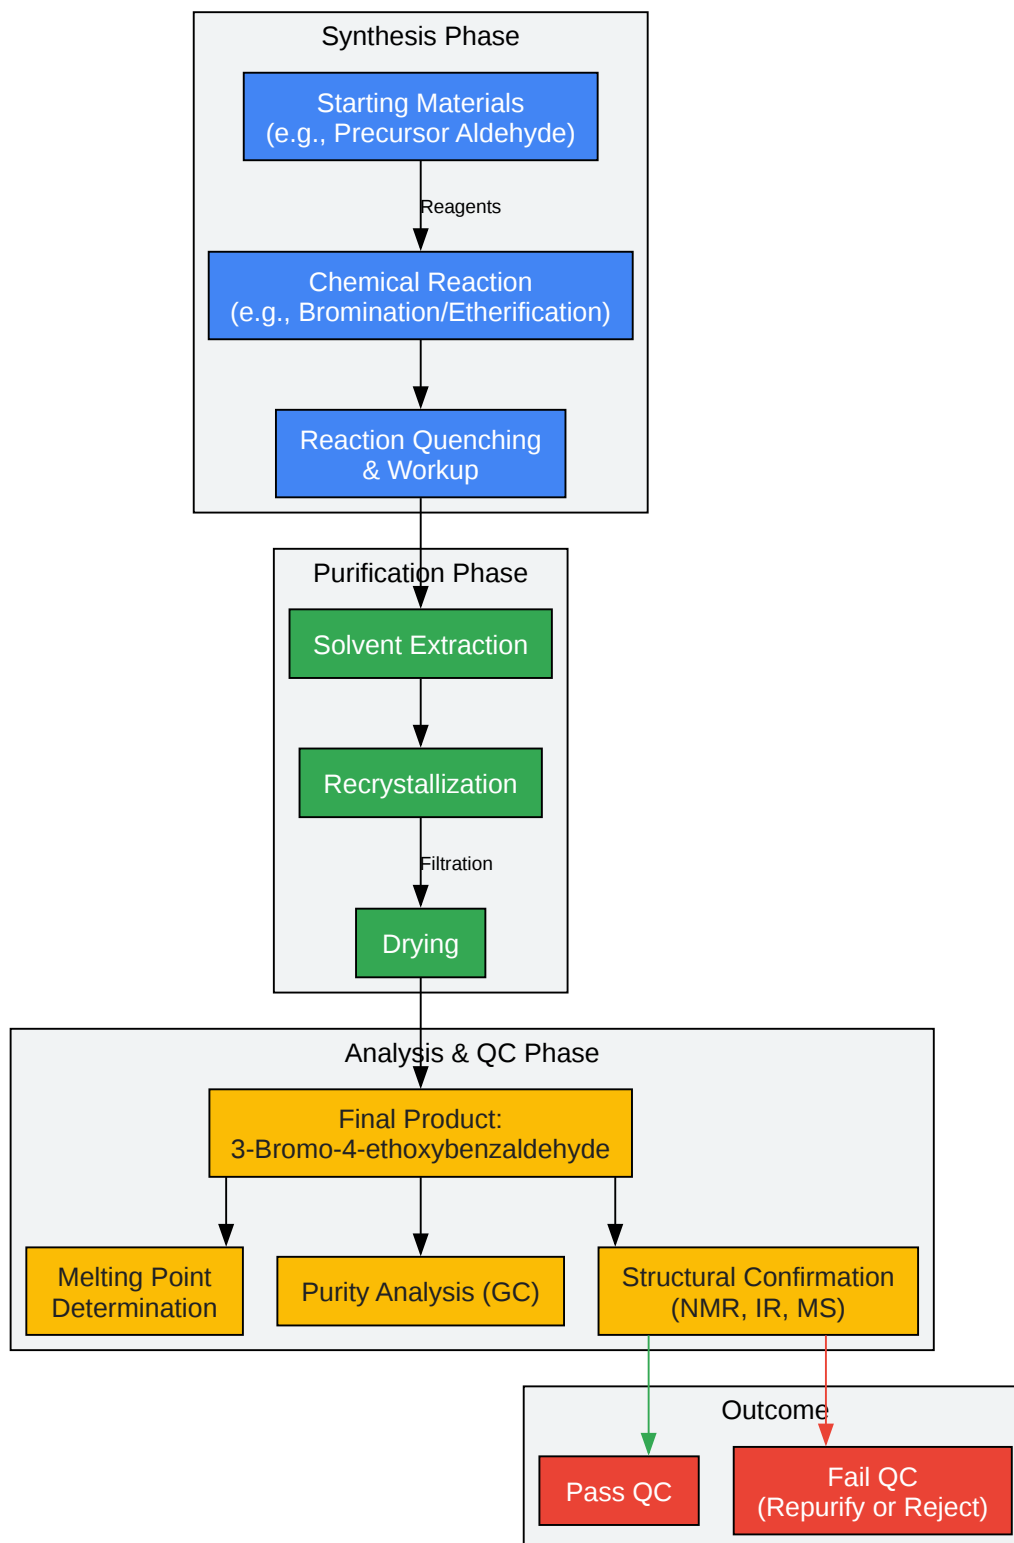 Synthesis Phase
Starting Materials
(e.g., Precursor Aldehyde)
Reagents
Chemical Reaction
(e.g., Bromination/Etherification)
Reaction Quenching
& Workup
Purification Phase
Solvent Extraction
Recrystallization
Filtration
Drying
Analysis & QC Phase
Final Product:
3-Bromo-4-ethoxybenzaldehyde
Melting Point
Determination
Purity Analysis (GC)
Structural Confirmation
(NMR, IR, MS)
Outcome
Pass QC
Fail QC
(Repurify or Reject)